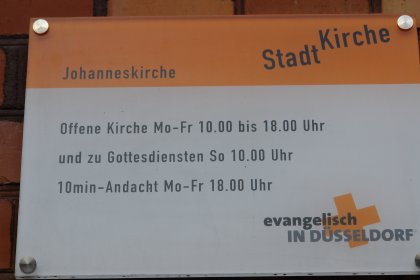 StadtKirche
Johanneskirche
Offene Kirche Mo-Fr 10.00 bis 18.00 Uhr
und zu Gottesdiensten So 10.00 Uhr
10min-Andacht Mo-Fr 18.00 Uhr
evangelisch
IN DÜSSELDORF